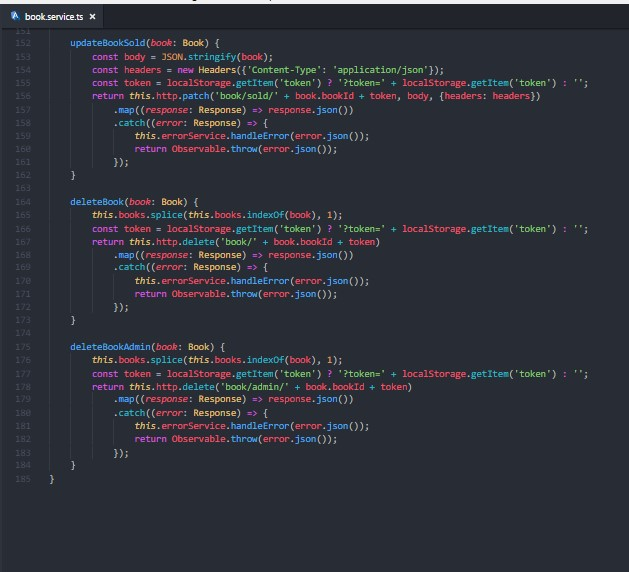 book.service.ts ×
151
152 updateBookSold(book: Book) {
153 const body = JSON.stringify(book);
154 const headers = new Headers({'Content-Type': 'application/json'});
155 const token = localStorage.getItem('token') ? '?token=' + localStorage.getItem('token') : '';
156 return this.http.patch('book/sold/' + book.bookId + token, body, {headers: headers})
157 .map((response: Response) => response.json())
158 .catch((error: Response) => {
159 this.errorService.handleError(error.json());
160 return Observable.throw(error.json());
161 });
162 }
163
164 deleteBook(book: Book) {
165 this.books.splice(this.books.indexOf(book), 1);
166 const token = localStorage.getItem('token') ? '?token=' + localStorage.getItem('token') : '';
167 return this.http.delete('book/' + book.bookId + token)
168 .map((response: Response) => response.json())
169 .catch((error: Response) => {
170 this.errorService.handleError(error.json());
171 return Observable.throw(error.json());
172 });
173 }
174
175 deleteBookAdmin(book: Book) {
176 this.books.splice(this.books.indexOf(book), 1);
177 const token = localStorage.getItem('token') ? '?token=' + localStorage.getItem('token') : '';
178 return this.http.delete('book/admin/' + book.bookId + token)
179 .map((response: Response) => response.json())
180 .catch((error: Response) => {
181 this.errorService.handleError(error.json());
182 return Observable.throw(error.json());
183 });
184 }
185 }